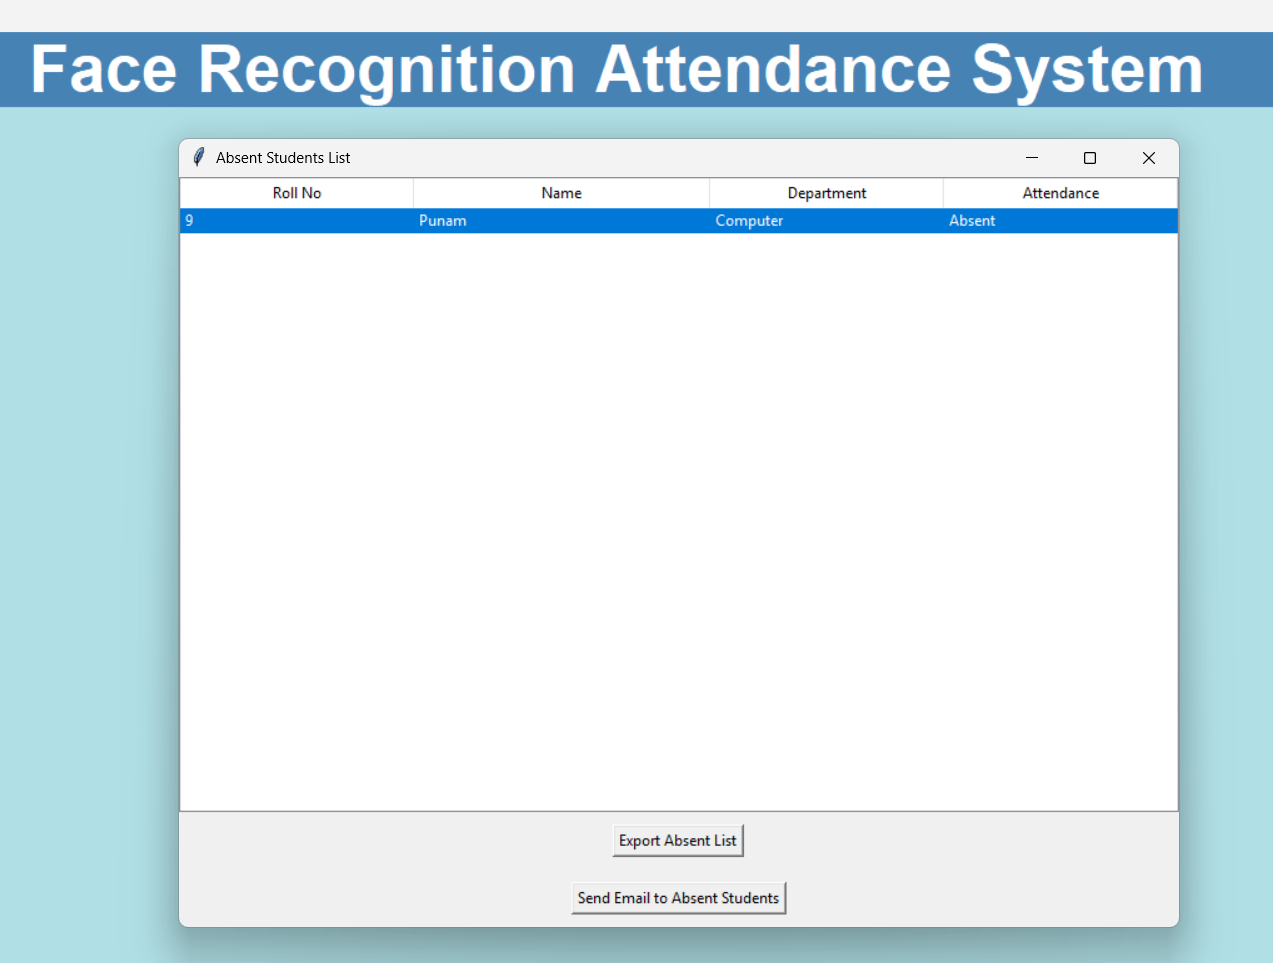 Face Recognition Attendance System
Absent Students List
Roll No Name Department Attendance
9 Punam Computer Absent
Export Absent List
Send Email to Absent Students